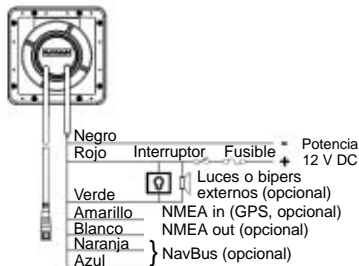 Negro - Potencia
Rojo Interruptor Fusible + 12 V DC
Luces o bipers
Verde externos (opcional)
Amarillo NMEA in (GPS, opcional)
Blanco NMEA out (opcional)
Naranja
} NavBus (opcional)
Azul